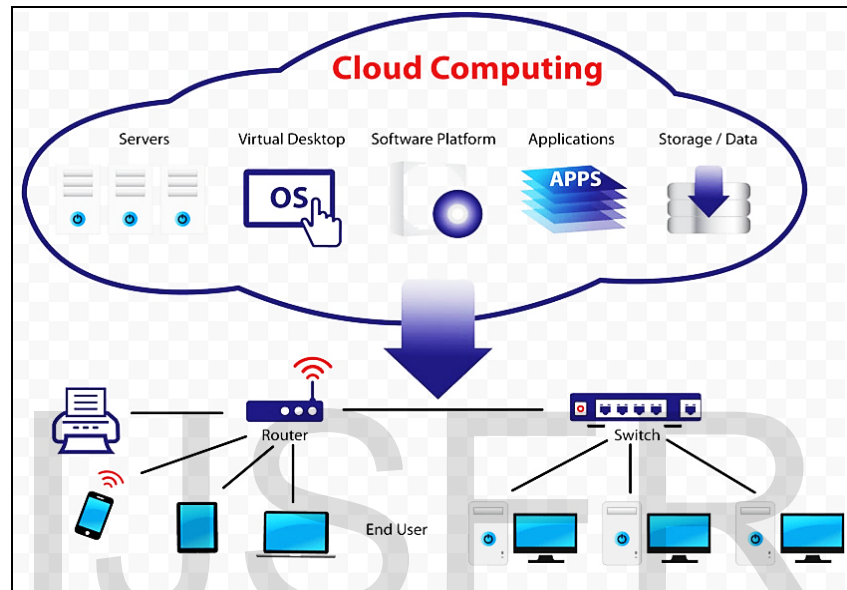 Cloud Computing
Servers
Virtual Desktop
Software Platform
Applications
Storage / Data
OS
APPS
Router
Switch
End User
IJSER